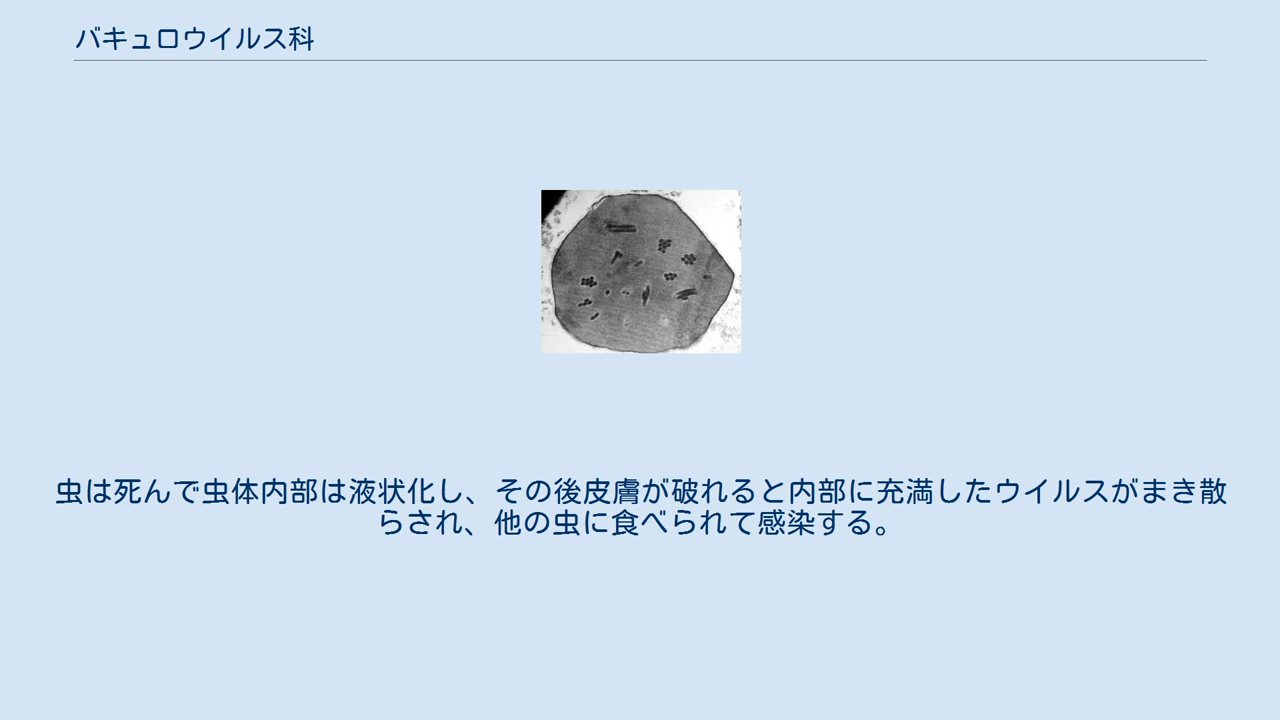 バキュロウイルス科
虫は死んで虫体内部は液状化し、その後皮膚が破れると内部に充満したウイルスがまき散
らされ、他の虫に食べられて感染する。